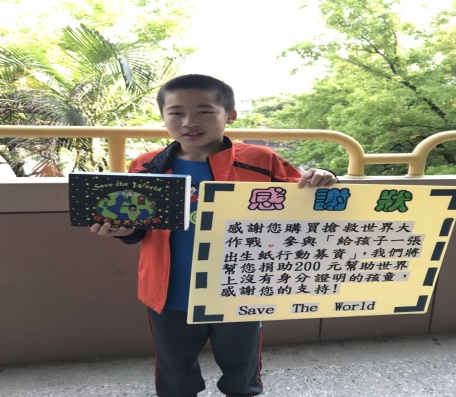 Save the World
感謝狀
感謝您購買搶救世界大
作戰。參與「給孩子一張
出生紙行動募資」,我們將
幫您捐助200元幫助世界
上沒有身分證明的孩童,
感謝您的支持!
Save The World